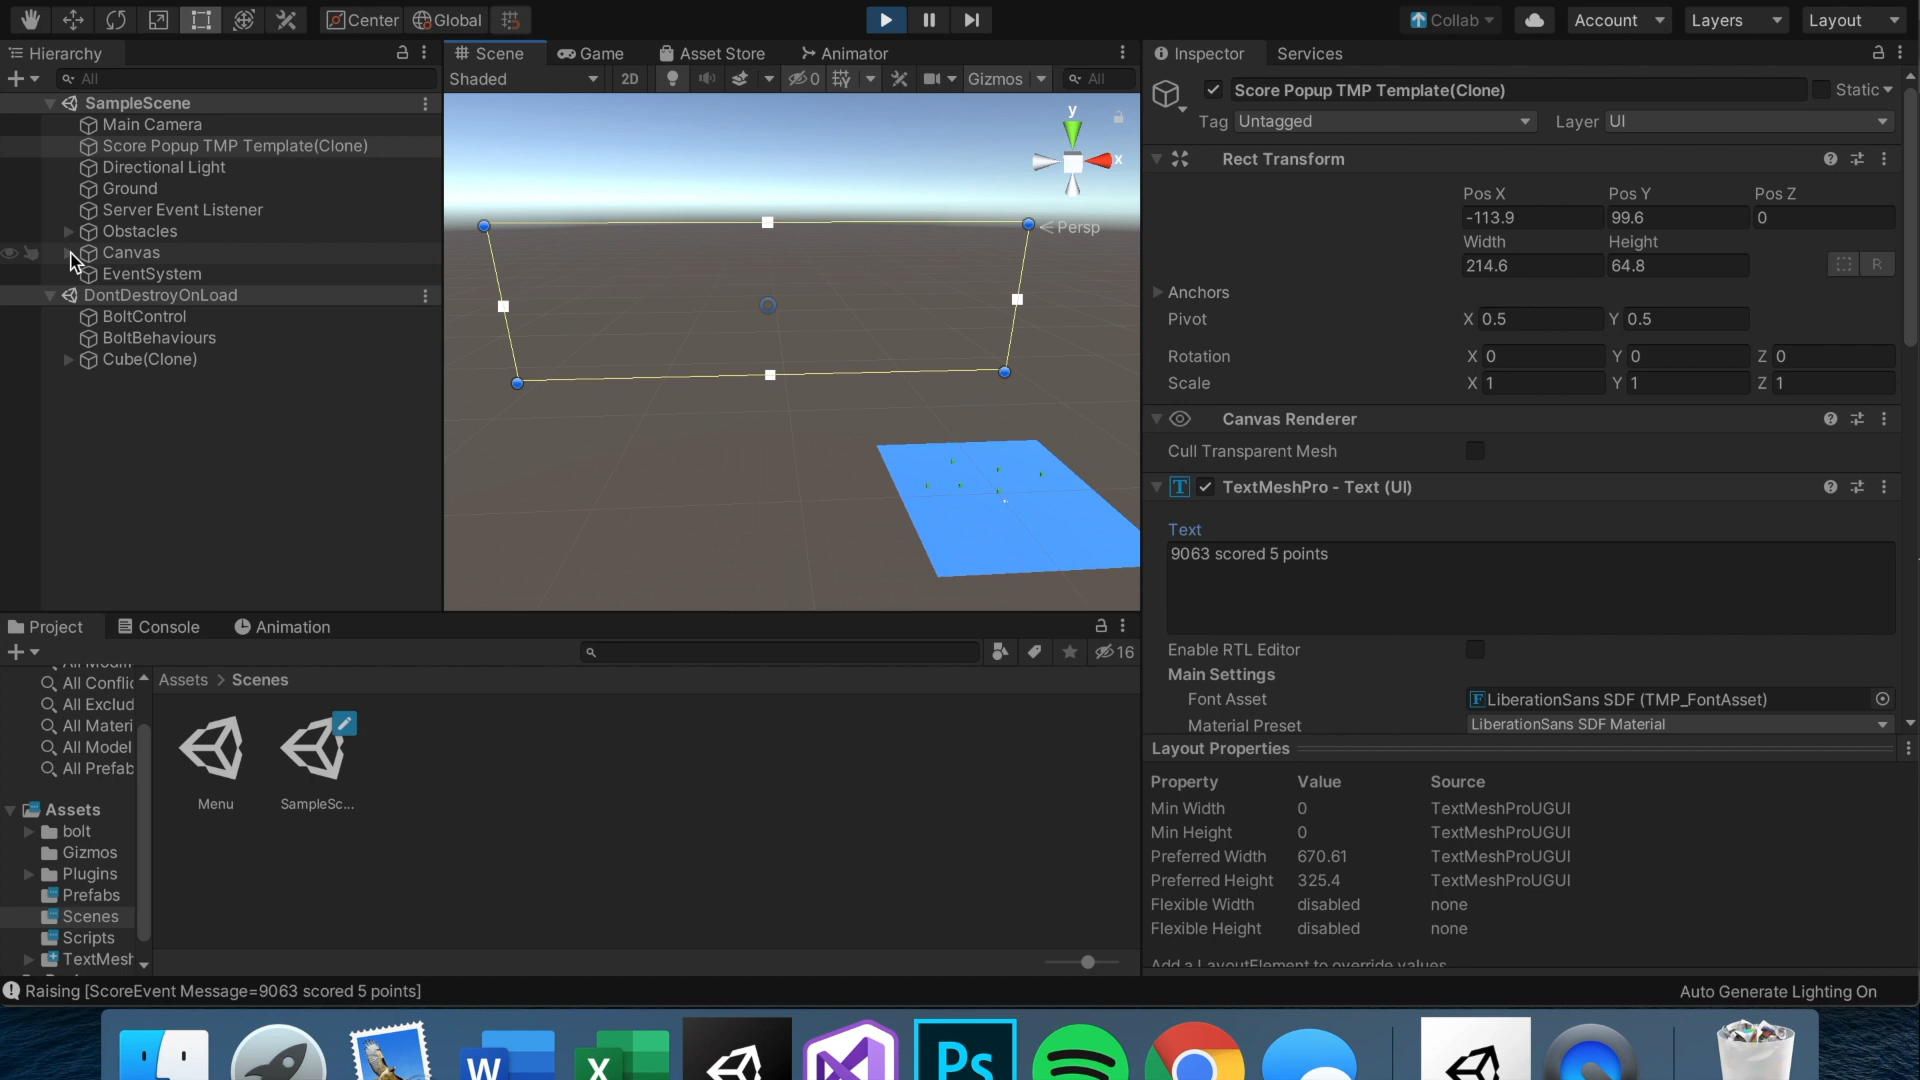 Center
Global
Collab
Account
Layers
Layout
Hierarchy
Scene
Game
Asset Store
Animator
Inspector
Services
All
Shaded
2D
0
Gizmos
All
SampleScene
Main Camera
Score Popup TMP Template(Clone)
Directional Light
Ground
Server Event Listener
Obstacles
Canvas
EventSystem
DontDestroyOnLoad
BoltControl
BoltBehaviours
Cube(Clone)
y
x
Persp
Score Popup TMP Template(Clone)
Static
Tag Untagged
Layer UI
Rect Transform
Pos X Pos Y Pos Z
-113.9 99.6 0
Width Height
214.6 64.8
R
Anchors
Pivot X 0.5 Y 0.5
Rotation X 0 Y 0 Z 0
Scale X 1 Y 1 Z 1
Canvas Renderer
Cull Transparent Mesh
T TextMeshPro - Text (UI)
Text
9063 scored 5 points
Enable RTL Editor
Main Settings
Font Asset F LiberationSans SDF (TMP_FontAsset)
Material Preset LiberationSans SDF Material
Layout Properties
Property Value Source
Min Width 0 TextMeshProUGUI
Min Height 0 TextMeshProUGUI
Preferred Width 670.61 TextMeshProUGUI
Preferred Height 325.4 TextMeshProUGUI
Flexible Width disabled none
Flexible Height disabled none
Add a LayoutElement to override values
Project
Console
Animation
16
All Conflic
All Exclud
All Materi
All Model
All Prefab
Assets
bolt
Gizmos
Plugins
Prefabs
Scenes
Scripts
TextMesh
Assets > Scenes
Menu
SampleSc...
Raising [ScoreEvent Message=9063 scored 5 points]
Auto Generate Lighting On
W
X
Ps